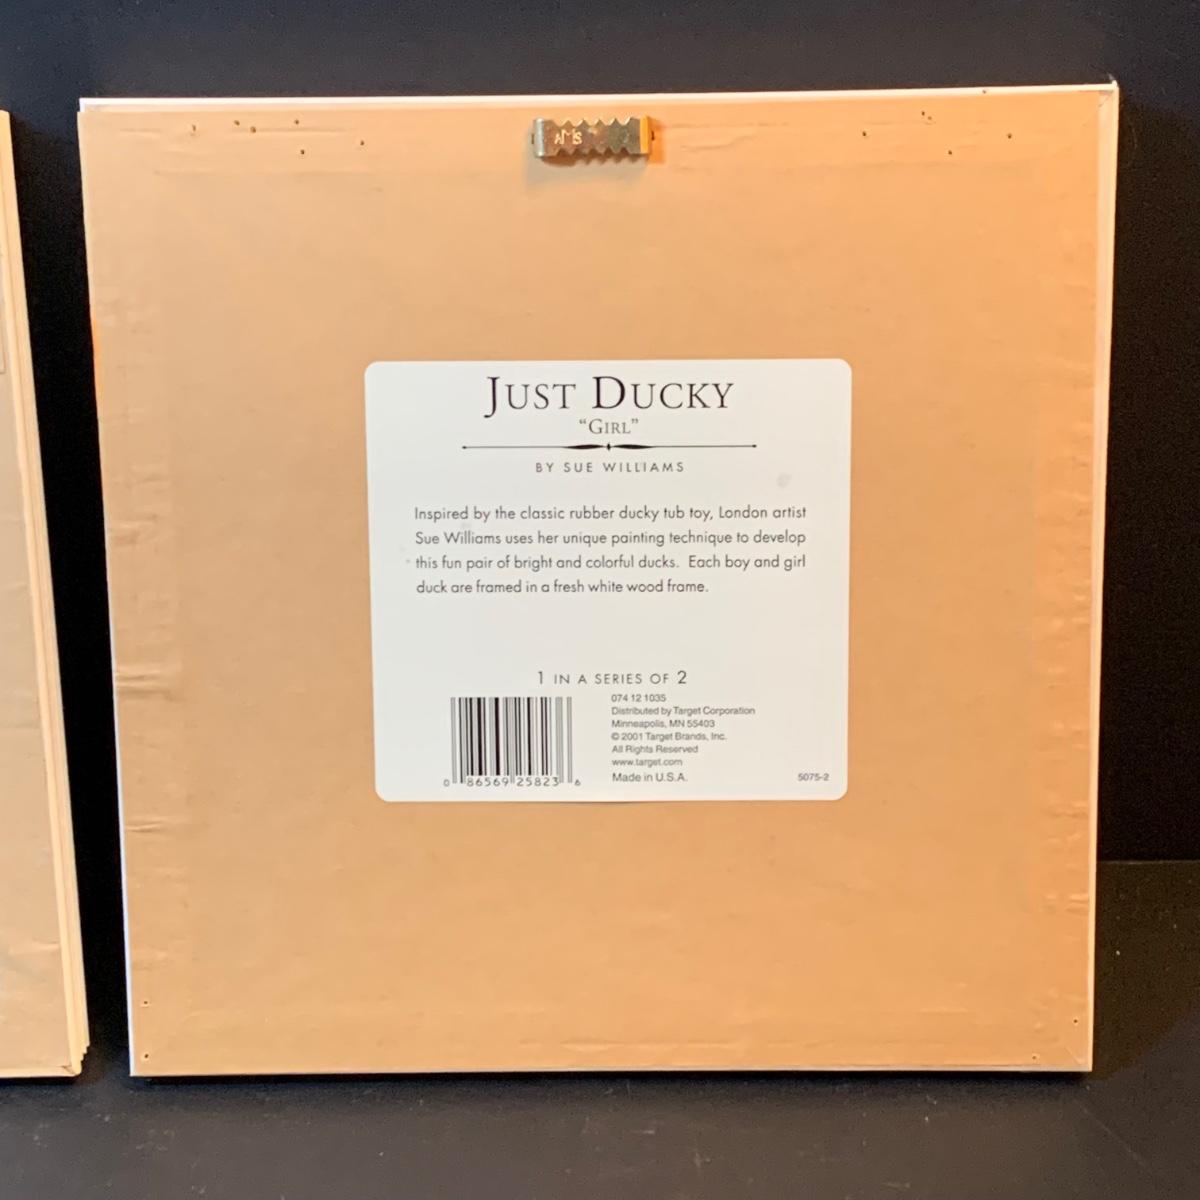 AMS
JUST DUCKY
“GIRL”
BY SUE WILLIAMS
Inspired by the classic rubber ducky tub toy, London artist
Sue Williams uses her unique painting technique to develop
this fun pair of bright and colorful ducks. Each boy and girl
duck are framed in a fresh white wood frame.
1 IN A SERIES OF 2
074 12 1035
Distributed by Target Corporation
Minneapolis, MN 55403
© 2001 Target Brands, Inc.
All Rights Reserved
www.target.com
Made in U.S.A.
5075-2
0 86569 25823 6